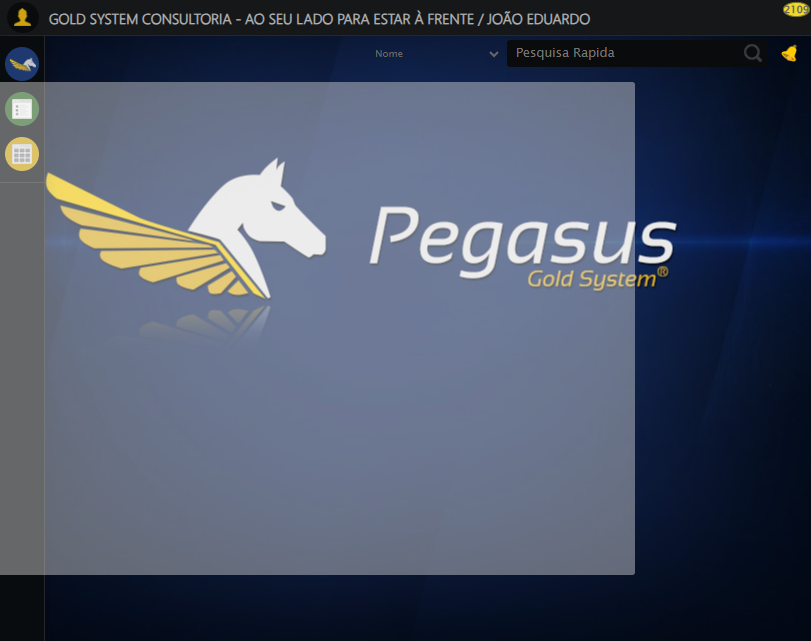 GOLD SYSTEM CONSULTORIA - AO SEU LADO PARA ESTAR À FRENTE / JOÃO EDUARDO
2109
Nome
Pesquisa Rapida
Pegasus
Gold System®